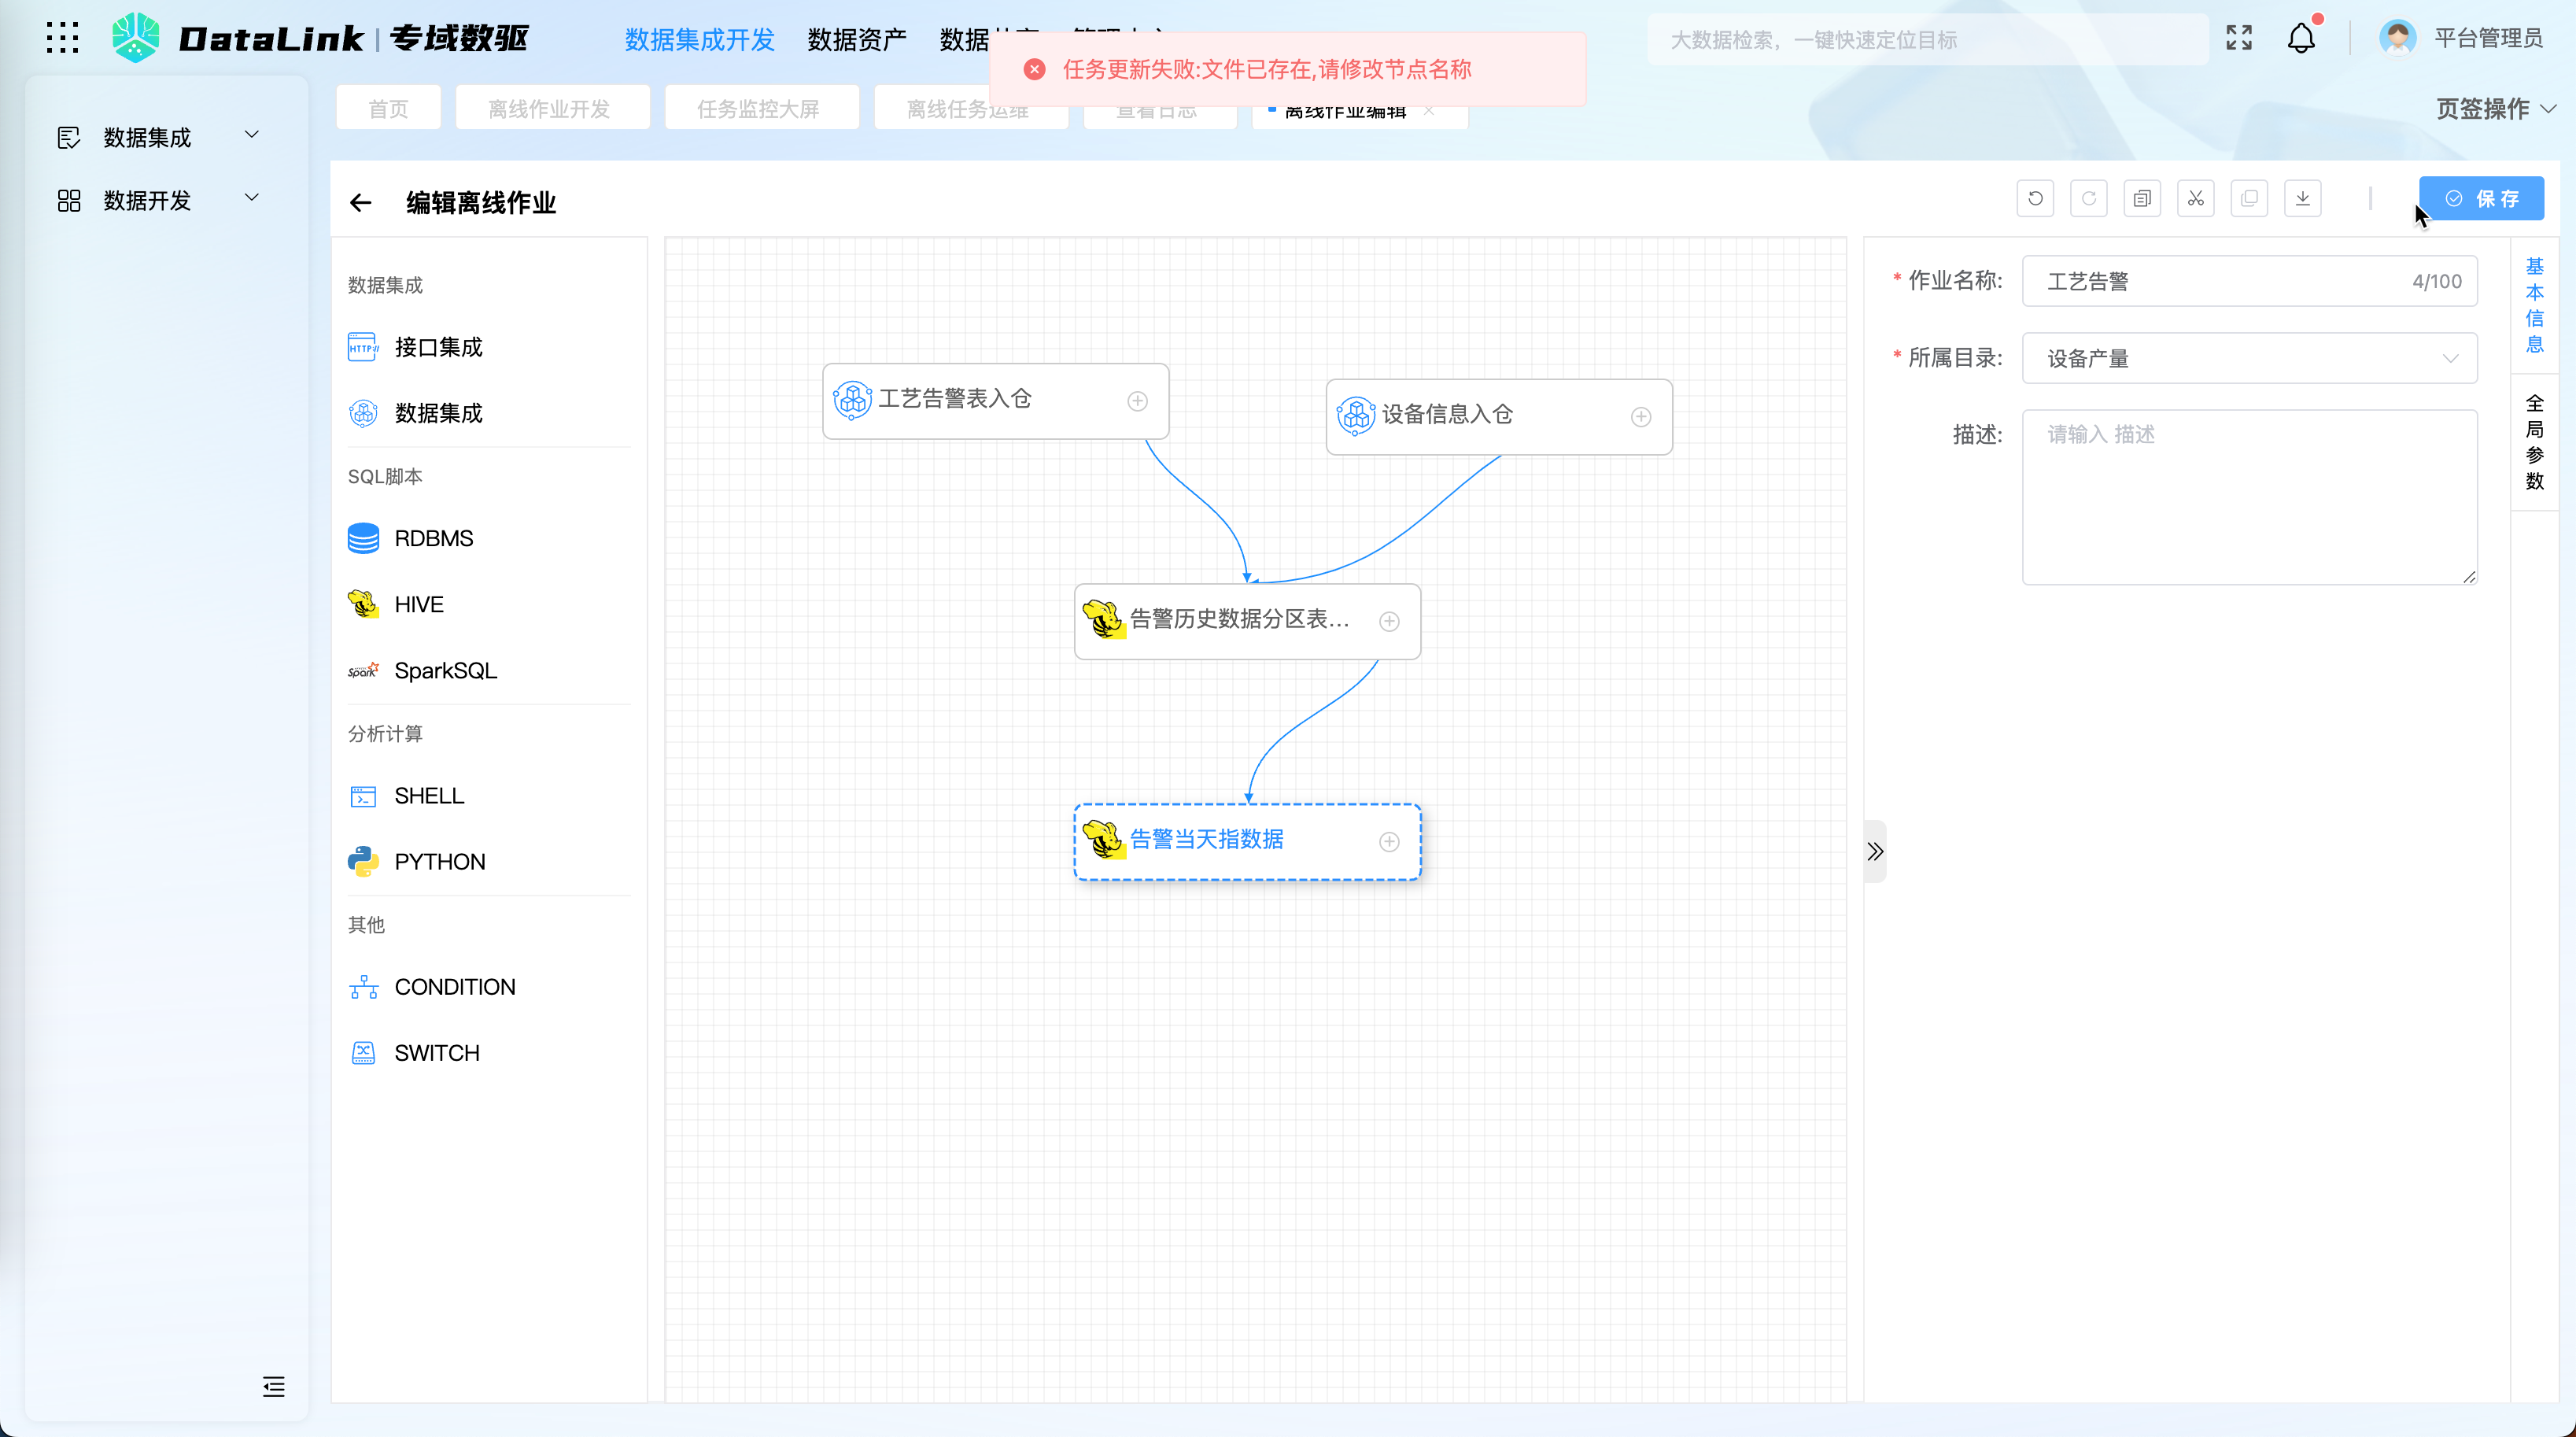 DataLink | 专域数驱
数据集成开发
数据资产
数据
大数据检索，一键快速定位目标
平台管理员
任务更新失败:文件已存在,请修改节点名称
首页
离线作业开发
任务监控大屏
离线任务运维
查看日志
离线作业编辑
页签操作
数据集成
数据开发
编辑离线作业
保存
数据集成
接口集成
数据集成
SQL脚本
RDBMS
HIVE
SparkSQL
分析计算
SHELL
PYTHON
其他
CONDITION
SWITCH
工艺告警表入仓
设备信息入仓
告警历史数据分区表...
告警当天指数据
* 作业名称:
工艺告警
4/100
* 所属目录:
设备产量
描述:
请输入 描述
基本信息
全局参数